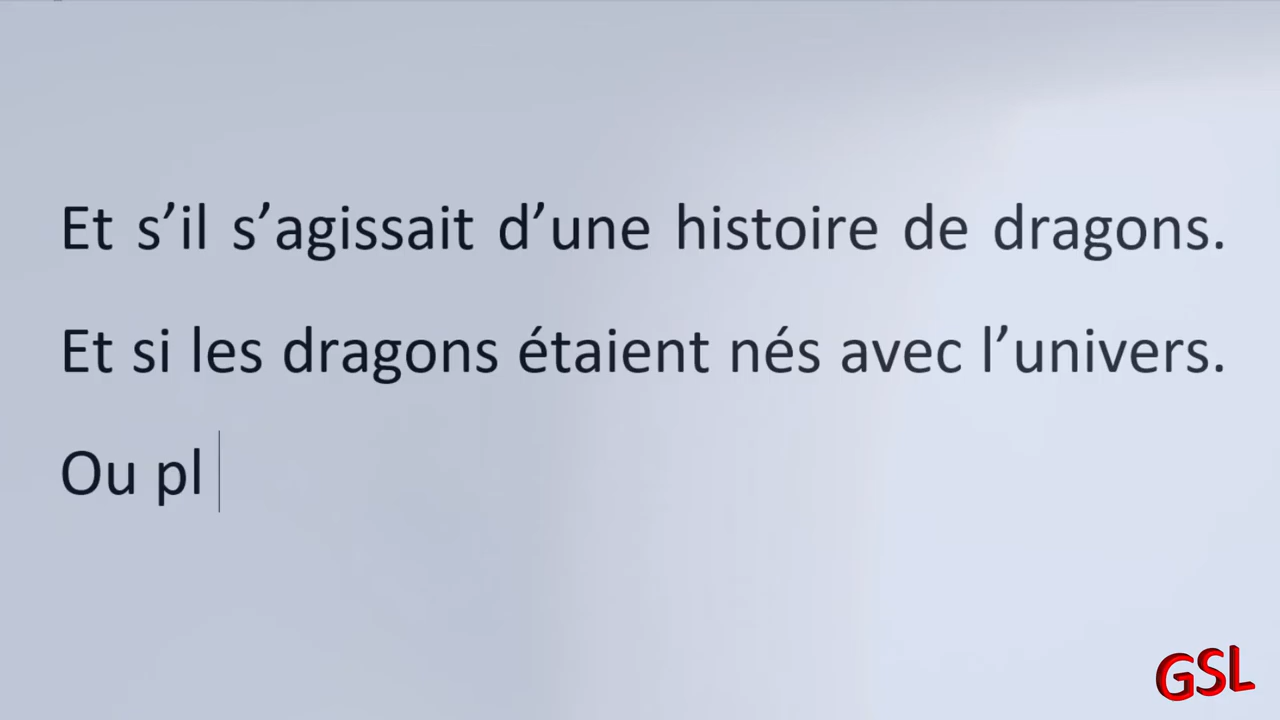 Et s’il s’agissait d’une histoire de dragons.
Et si les dragons étaient nés avec l’univers.
Ou pl
GSL